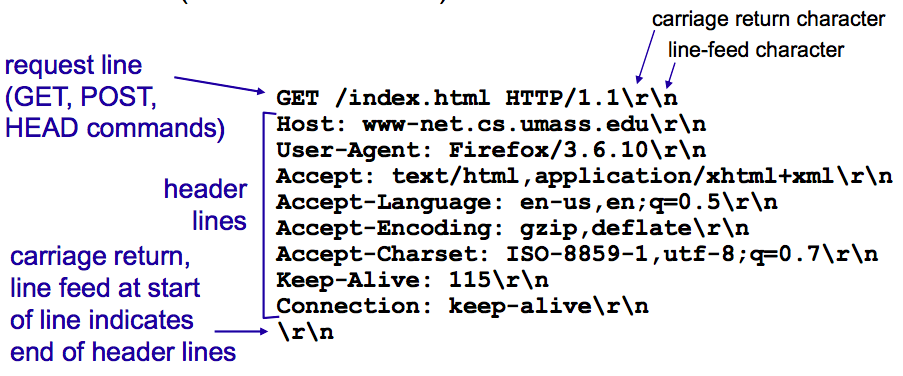 carriage return character
line-feed character
request line
(GET, POST,
HEAD commands)
GET /index.html HTTP/1.1\r\n
Host: www-net.cs.umass.edu\r\n
User-Agent: Firefox/3.6.10\r\n
Accept: text/html,application/xhtml+xml\r\n
Accept-Language: en-us,en;q=0.5\r\n
Accept-Encoding: gzip,deflate\r\n
Accept-Charset: ISO-8859-1,utf-8;q=0.7\r\n
Keep-Alive: 115\r\n
Connection: keep-alive\r\n
\r\n
header
lines
carriage return,
line feed at start
of line indicates
end of header lines